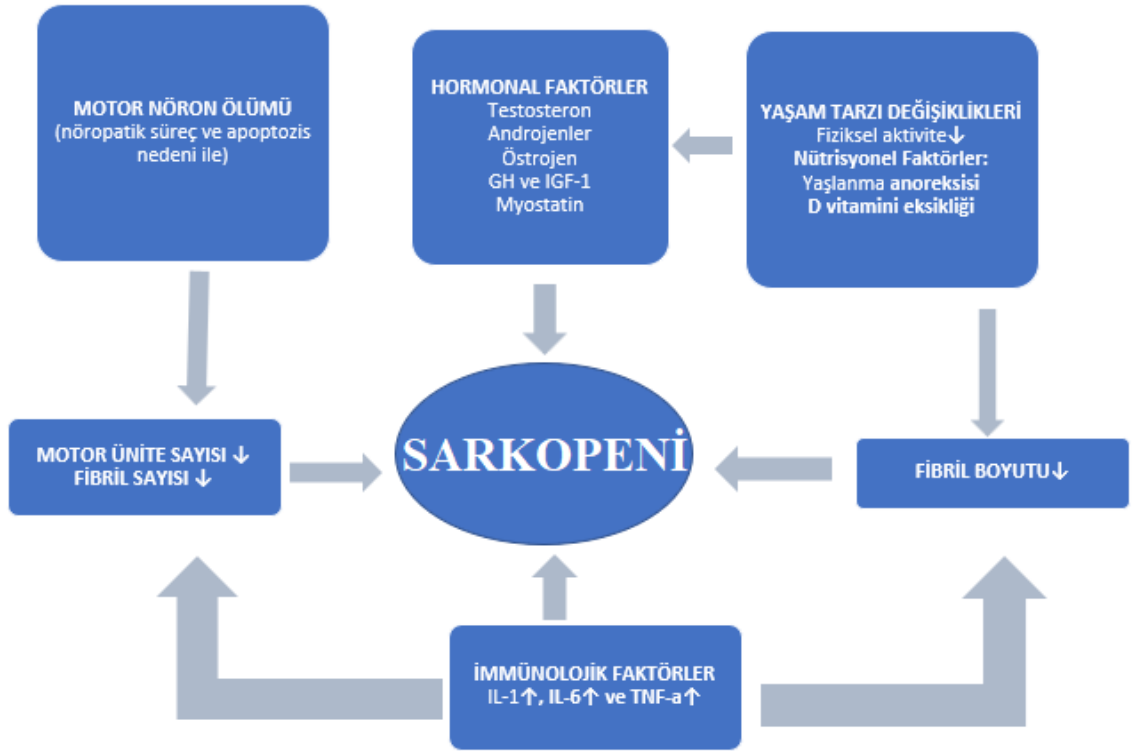 MOTOR NÖRON ÖLÜMÜ
(nöropatik süreç ve apoptozis
nedeni ile)
HORMONAL FAKTÖRLER
Testosteron
Androjenler
Östrojen
GH ve IGF-1
Myostatin
YAŞAM TARZI DEĞİŞİKLİKLERİ
Fiziksel aktivite↓
Nütrisyonel Faktörler:
Yaşlanma anoreksisi
D vitamini eksikliği
MOTOR ÜNİTE SAYISI ↓
FİBRİL SAYISI ↓
SARKOPENİ
FİBRİL BOYUTU↓
İMMÜNOLOJİK FAKTÖRLER
IL-1↑, IL-6↑ ve TNF-a↑